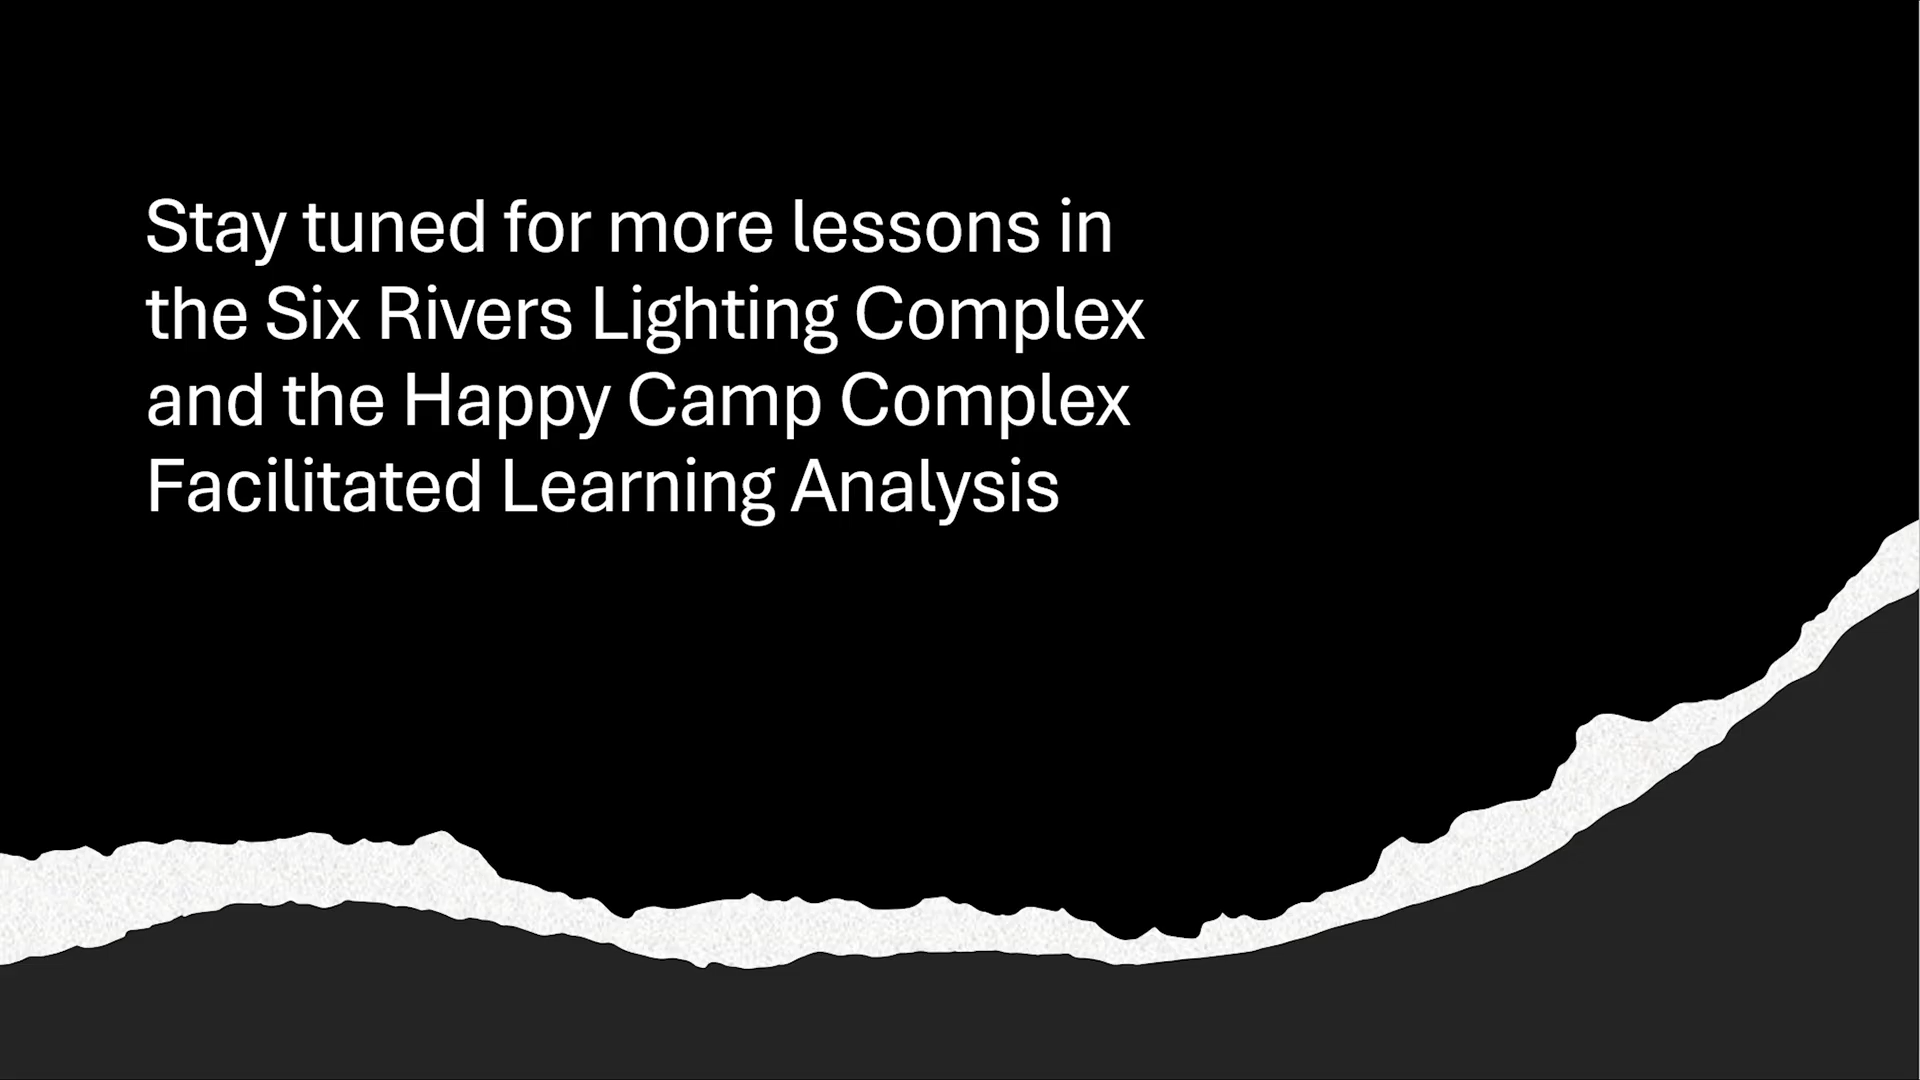 Stay tuned for more lessons in
the Six Rivers Lighting Complex
and the Happy Camp Complex
Facilitated Learning Analysis